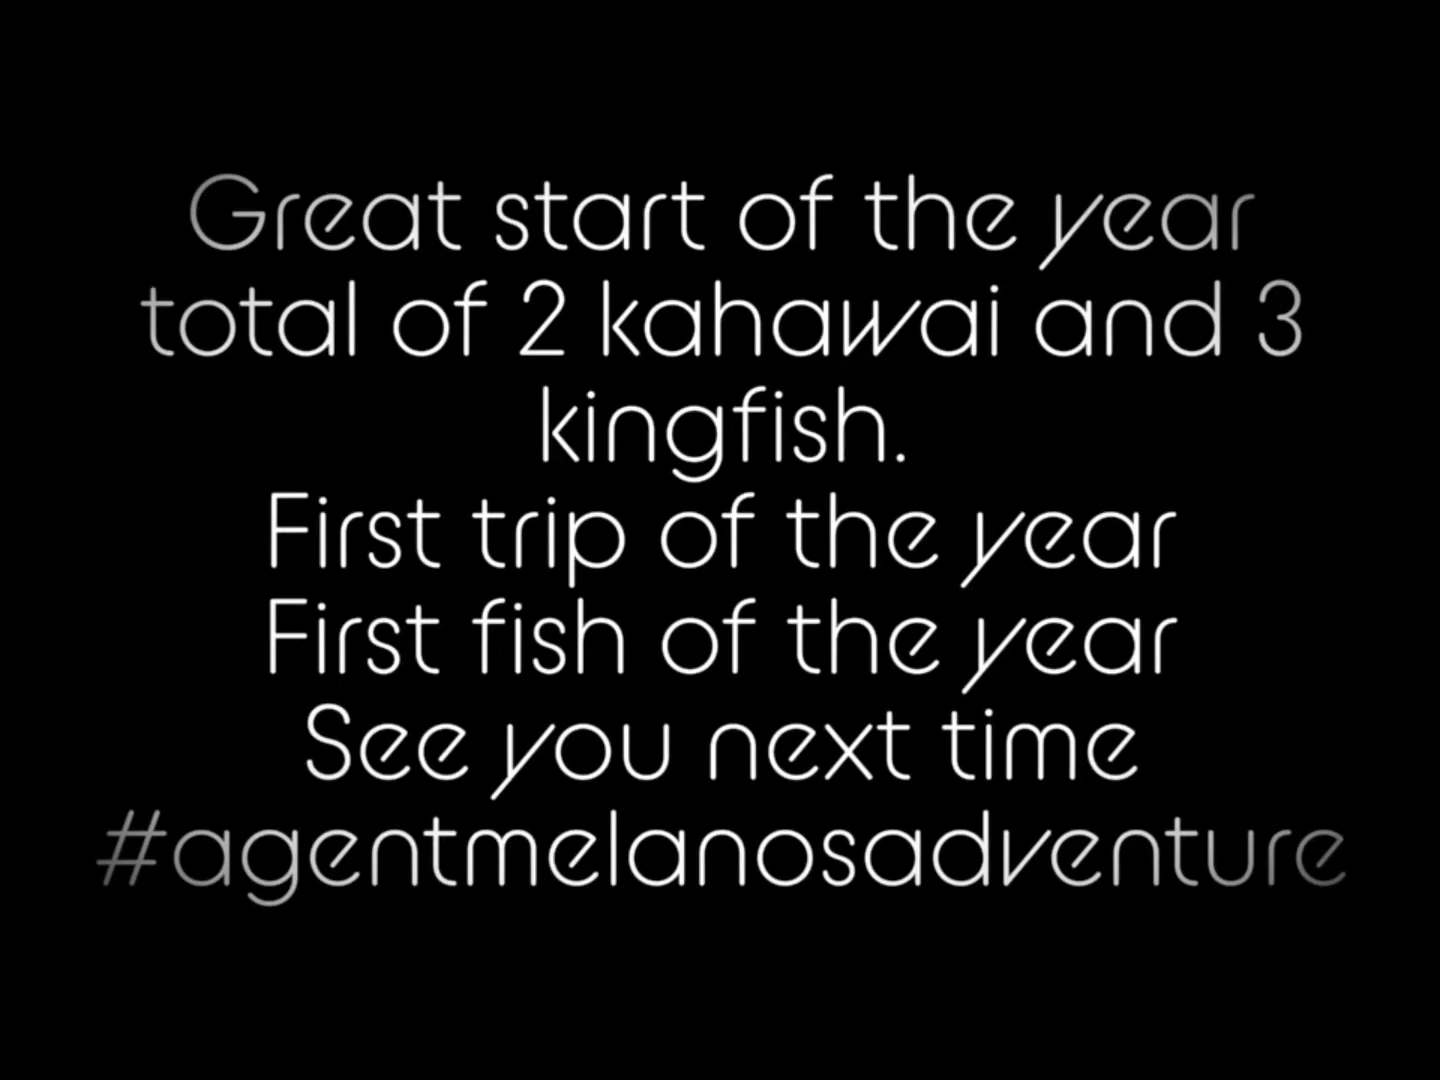 Great start of the year
total of 2 kahawai and 3
kingfish.
First trip of the year
First fish of the year
See you next time
#agentmelanosadventure